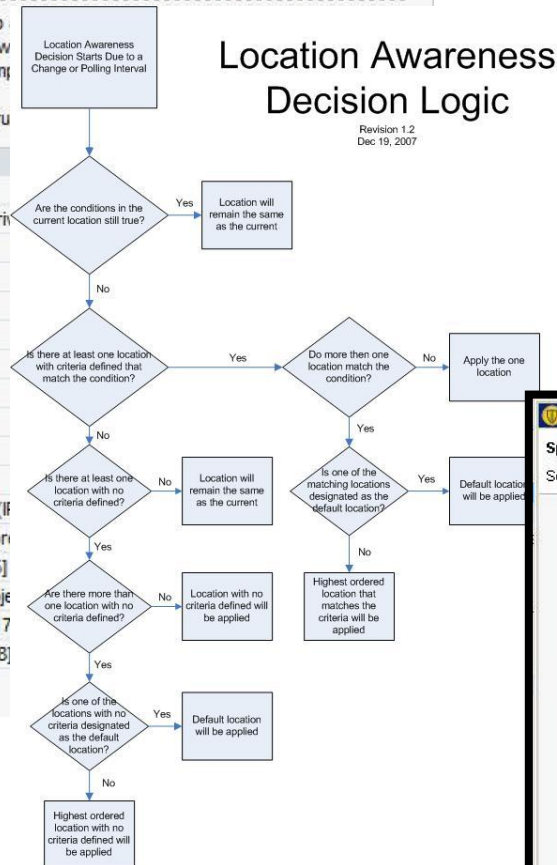 Location Awareness
Decision Logic
Revision 1.2
Dec 19, 2007
Location Awareness
Decision Starts Due to a
Change or Polling Interval
Are the conditions in the
current location still true?
Yes
Location will
remain the same
as the current
No
Is there at least one location
with criteria defined that
match the condition?
Yes
Do more then one
location match the
condition?
No
Apply the one
location
No
Yes
Is there at least one
location with no
criteria defined?
No
Location will
remain the same
as the current
Is one of the
matching locations
designated as the
default location?
Yes
Default location
will be applied
Yes
No
Are there more than
one location with no
criteria defined?
No
Location with no
criteria defined will
be applied
Highest ordered
location that
matches the
criteria will be
applied
Yes
Is one of the
locations with no
criteria designated
as the default
location?
Yes
Default location
will be applied
No
Highest ordered
location with no
criteria defined will
be applied